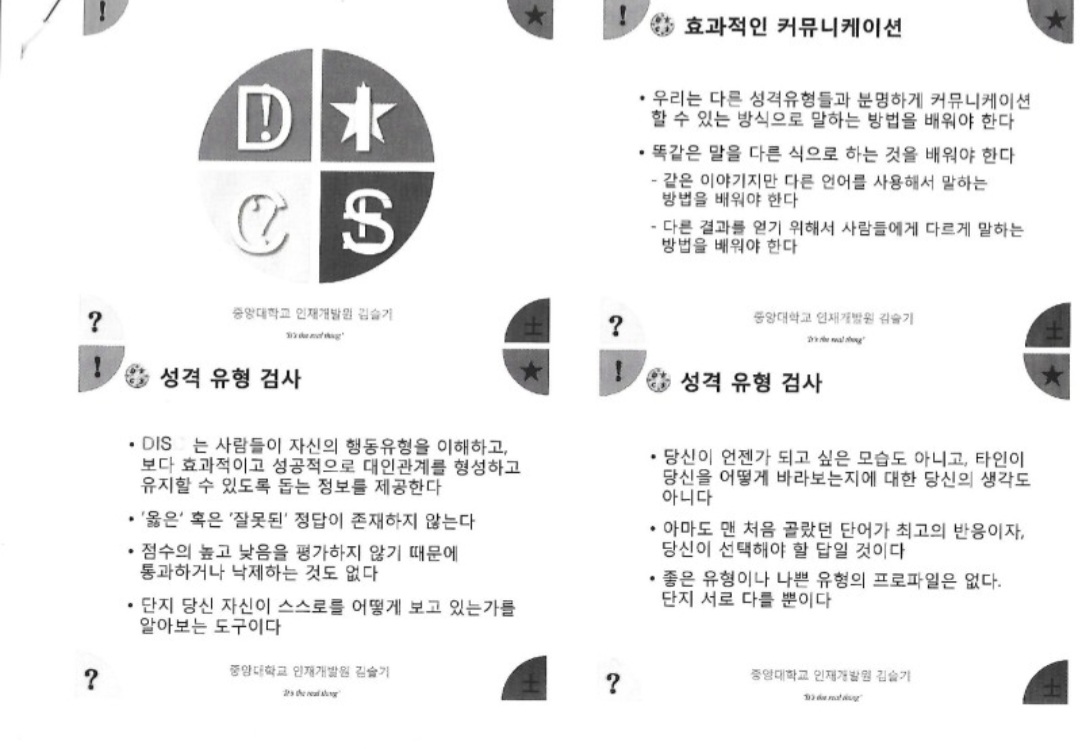 !
★
D!
I
C?
S
?
중앙대학교 인재개발원 김슬기
土
"It's the real thing"
!
★
효과적인 커뮤니케이션
• 우리는 다른 성격유형들과 분명하게 커뮤니케이션
할 수 있는 방식으로 말하는 방법을 배워야 한다
• 똑같은 말을 다른 식으로 하는 것을 배워야 한다
- 같은 이야기지만 다른 언어를 사용해서 말하는
방법을 배워야 한다
- 다른 결과를 얻기 위해서 사람들에게 다르게 말하는
방법을 배워야 한다
?
중앙대학교 인재개발원 김슬기
土
"It's the real thing"
!
★
성격 유형 검사
• DIS 는 사람들이 자신의 행동유형을 이해하고,
보다 효과적이고 성공적으로 대인관계를 형성하고
유지할 수 있도록 돕는 정보를 제공한다
• '옳은' 혹은 '잘못된' 정답이 존재하지 않는다
• 점수의 높고 낮음을 평가하지 않기 때문에
통과하거나 낙제하는 것도 없다
• 단지 당신 자신이 스스로를 어떻게 보고 있는가를
알아보는 도구이다
?
중앙대학교 인재개발원 김슬기
土
"It's the real thing"
!
★
성격 유형 검사
• 당신이 언젠가 되고 싶은 모습도 아니고, 타인이
당신을 어떻게 바라보는지에 대한 당신의 생각도
아니다
• 아마도 맨 처음 골랐던 단어가 최고의 반응이자,
당신이 선택해야 할 답일 것이다
• 좋은 유형이나 나쁜 유형의 프로파일은 없다.
단지 서로 다를 뿐이다
?
중앙대학교 인재개발원 김슬기
土
"It's the real thing"